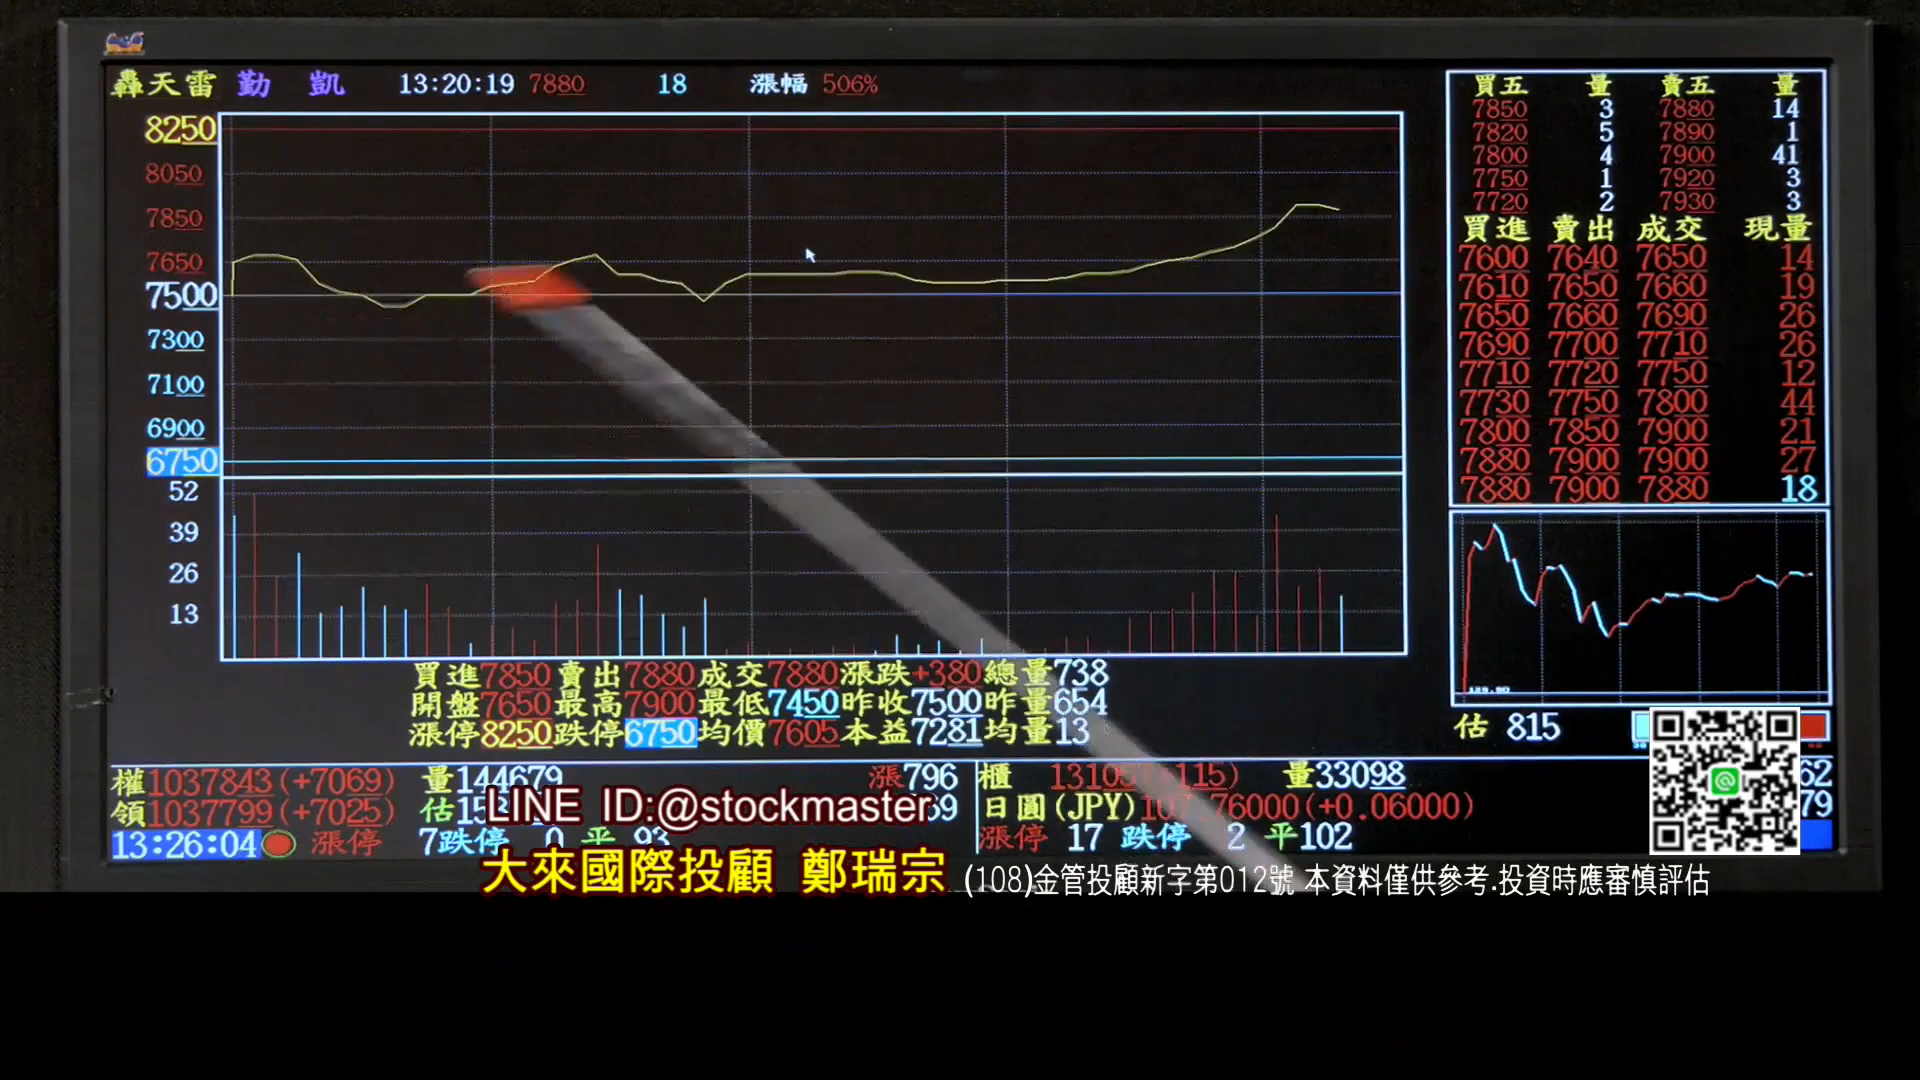 轟天雷 勤 凱 13:20:19 7880 18 漲幅 506%
8250
8050
7850
7650
7500
7300
7100
6900
6750
52
39
26
13
買五 量 賣五 量
7850 3 7880 14
7820 5 7890 1
7800 4 7900 41
7750 1 7920 3
7720 2 7930 3
買進 賣出 成交 現量
7600 7640 7650 14
7610 7650 7660 19
7650 7660 7690 26
7690 7700 7710 26
7710 7720 7750 12
7730 7750 7800 44
7800 7850 7900 21
7880 7900 7900 27
7880 7900 7880 18
估 815
買進7850 賣出7880 成交7880 漲跌+380 總量738
開盤7650 最高7900 最低7450 昨收7500 昨量654
漲停8250 跌停6750 均價7605 本益7281 均量13
權1037843(+7069) 量144679 漲796
領1037799(+7025) 估15
13:26:04 漲停 7 跌停 0 平 93
櫃 量33098 62
日圓(JPY)107.76000(+0.06000) 79
漲停 17 跌停 2 平102
LINE ID:@stockmaster
大來國際投顧 鄭瑞宗 (108)金管投顧新字第012號 本資料僅供參考.投資時應審慎評估